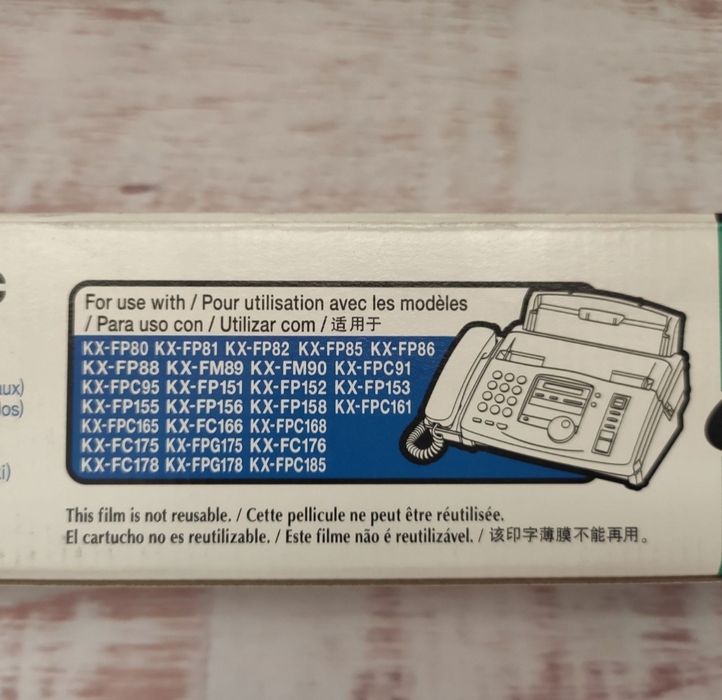 For use with / Pour utilisation avec les modèles
/ Para uso con / Utilizar com / 适用于
KX-FP80 KX-FP81 KX-FP82 KX-FP85 KX-FP86
KX-FP88 KX-FM89 KX-FM90 KX-FPC91
KX-FPC95 KX-FP151 KX-FP152 KX-FP153
KX-FP155 KX-FP156 KX-FP158 KX-FPC161
KX-FPC165 KX-FC166 KX-FPC168
KX-FC175 KX-FPG175 KX-FC176
KX-FC178 KX-FPG178 KX-FPC185
This film is not reusable. / Cette pellicule ne peut être réutilisée.
El cartucho no es reutilizable. / Este filme não é reutilizável. / 该印字薄膜不能再用。